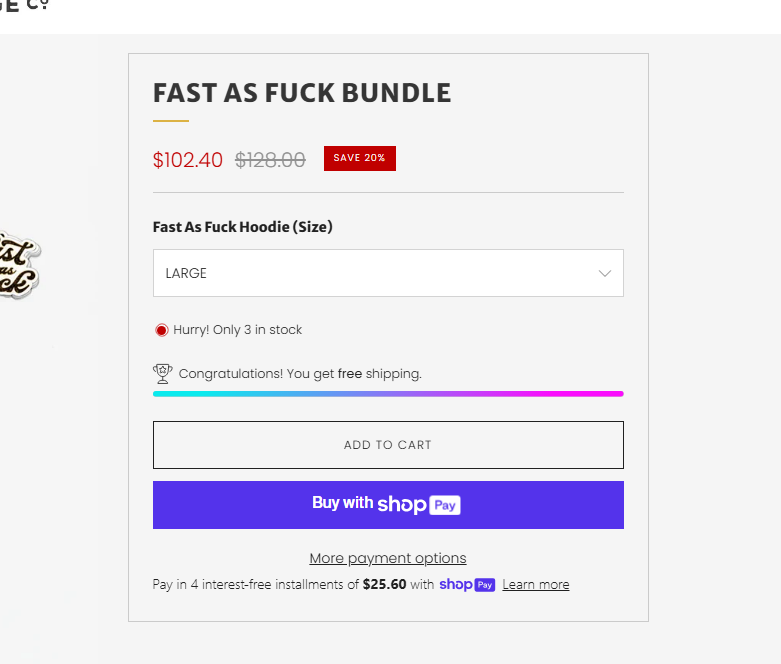 GE Cº
FAST AS FUCK BUNDLE
$102.40 $128.00 SAVE 20%
Fast As Fuck Hoodie (Size)
LARGE
as
Hurry! Only 3 in stock
Congratulations! You get free shipping.
ADD TO CART
Buy with shop Pay
More payment options
Pay in 4 interest-free installments of $25.60 with shop Pay Learn more